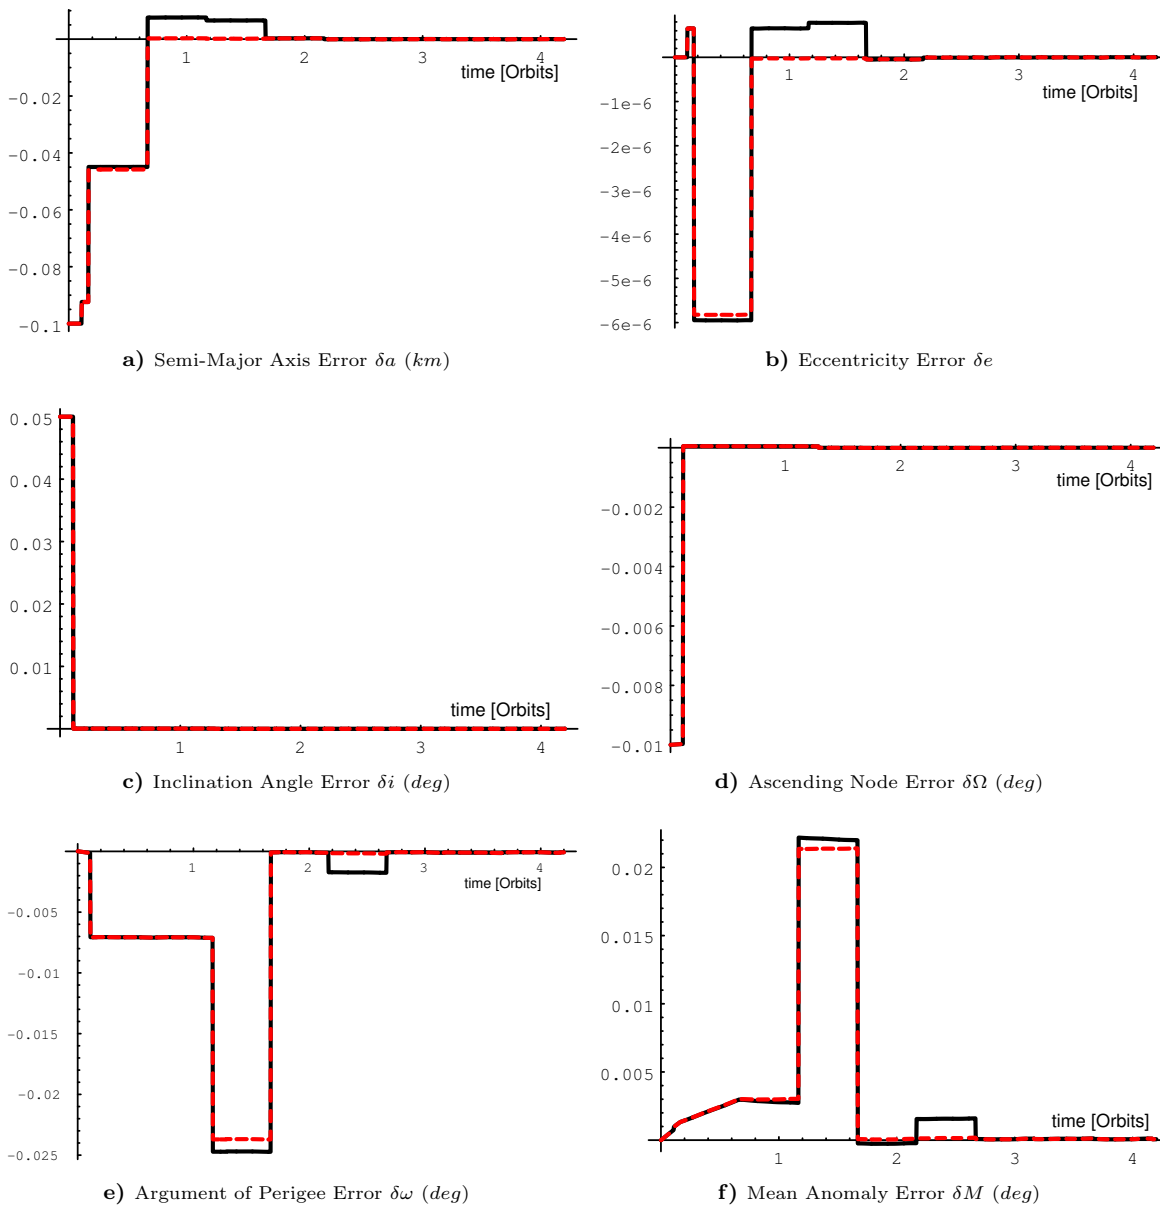 1
2
3
4
time [Orbits]
-0.02
-0.04
-0.06
-0.08
-0.1
a) Semi-Major Axis Error δa (km)
1
2
3
4
time [Orbits]
-1e-6
-2e-6
-3e-6
-4e-6
-5e-6
-6e-6
b) Eccentricity Error δe
0.05
0.04
0.03
0.02
0.01
time [Orbits]
1
2
3
4
c) Inclination Angle Error δi (deg)
1
2
3
4
time [Orbits]
-0.002
-0.004
-0.006
-0.008
-0.01
d) Ascending Node Error δΩ (deg)
1
2
3
4
time [Orbits]
-0.005
-0.01
-0.015
-0.02
-0.025
e) Argument of Perigee Error δω (deg)
0.02
0.015
0.01
0.005
time [Orbits]
1
2
3
4
f) Mean Anomaly Error δM (deg)